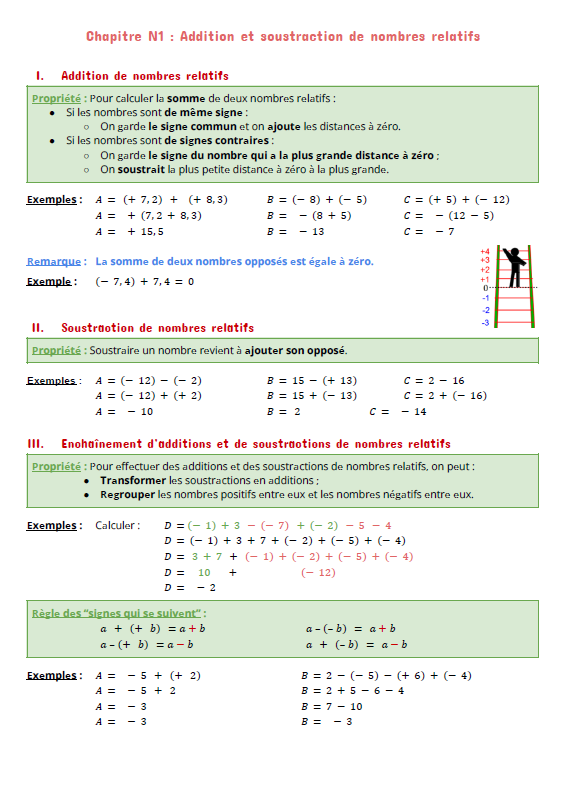 Chapitre N1 : Addition et soustraction de nombres relatifs
I. Addition de nombres relatifs
Propriété : Pour calculer la somme de deux nombres relatifs :
● Si les nombres sont de même signe :
○ On garde le signe commun et on ajoute les distances à zéro.
● Si les nombres sont de signes contraires :
○ On garde le signe du nombre qui a la plus grande distance à zéro ;
○ On soustrait la plus petite distance à zéro à la plus grande.
Exemples : A = (+ 7,2) + (+ 8,3) B = (− 8) + (− 5) C = (+ 5) + (− 12)
A = + (7,2 + 8,3) B = − (8 + 5) C = − (12 − 5)
A = + 15,5 B = − 13 C = − 7
Remarque : La somme de deux nombres opposés est égale à zéro.
Exemple : (− 7,4) + 7,4 = 0
+4
+3
+2
+1
0
-1
-2
-3
II. Soustraction de nombres relatifs
Propriété : Soustraire un nombre revient à ajouter son opposé.
Exemples : A = (− 12) − (− 2) B = 15 − (+ 13) C = 2 − 16
A = (− 12) + (+ 2) B = 15 + (− 13) C = 2 + (− 16)
A = − 10 B = 2 C = − 14
III. Enchaînement d'additions et de soustractions de nombres relatifs
Propriété : Pour effectuer des additions et des soustractions de nombres relatifs, on peut :
● Transformer les soustractions en additions ;
● Regrouper les nombres positifs entre eux et les nombres négatifs entre eux.
Exemples : Calculer : D = (− 1) + 3 − (− 7) + (− 2) − 5 − 4
D = (− 1) + 3 + 7 + (− 2) + (− 5) + (− 4)
D = 3 + 7 + (− 1) + (− 2) + (− 5) + (− 4)
D = 10 + (− 12)
D = − 2
Règle des "signes qui se suivent" :
a + (+ b) = a + b a – (– b) = a + b
a – (+ b) = a – b a + (– b) = a – b
Exemples : A = − 5 + (+ 2) B = 2 − (− 5) − (+ 6) + (− 4)
A = − 5 + 2 B = 2 + 5 − 6 − 4
A = − 3 B = 7 − 10
A = − 3 B = − 3